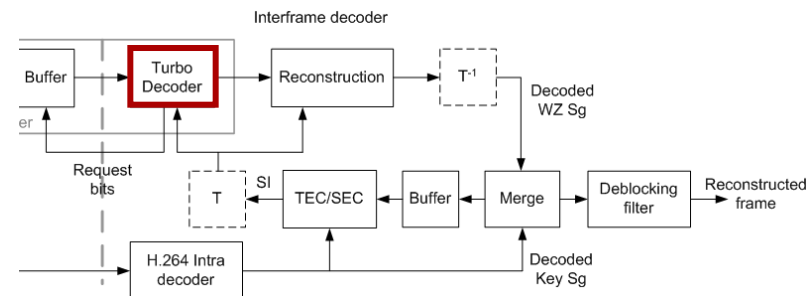 Interframe decoder
Buffer
Turbo
Decoder
Reconstruction
T-1
Decoded
WZ Sg
er
Request
bits
SI
T
TEC/SEC
Buffer
Merge
Deblocking
filter
Reconstructed
frame
H.264 Intra
decoder
Decoded
Key Sg